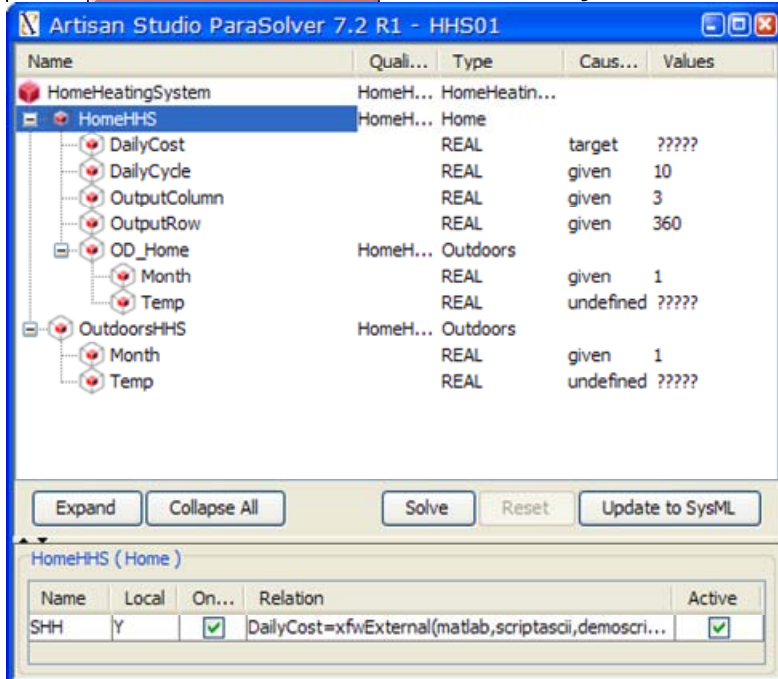 Artisan Studio ParaSolver 7.2 R1 - HHS01
Name Quali... Type Caus... Values
HomeHeatingSystem HomeH... HomeHeatin...
HomeHHS HomeH... Home
DailyCost REAL target ?????
DailyCycle REAL given 10
OutputColumn REAL given 3
OutputRow REAL given 360
OD_Home HomeH... Outdoors
Month REAL given 1
Temp REAL undefined ?????
OutdoorsHHS HomeH... Outdoors
Month REAL given 1
Temp REAL undefined ?????
Expand Collapse All Solve Reset Update to SysML
HomeHHS ( Home )
Name Local On... Relation Active
SHH Y DailyCost=xfwExternal(matlab,scriptascii,demoscri...